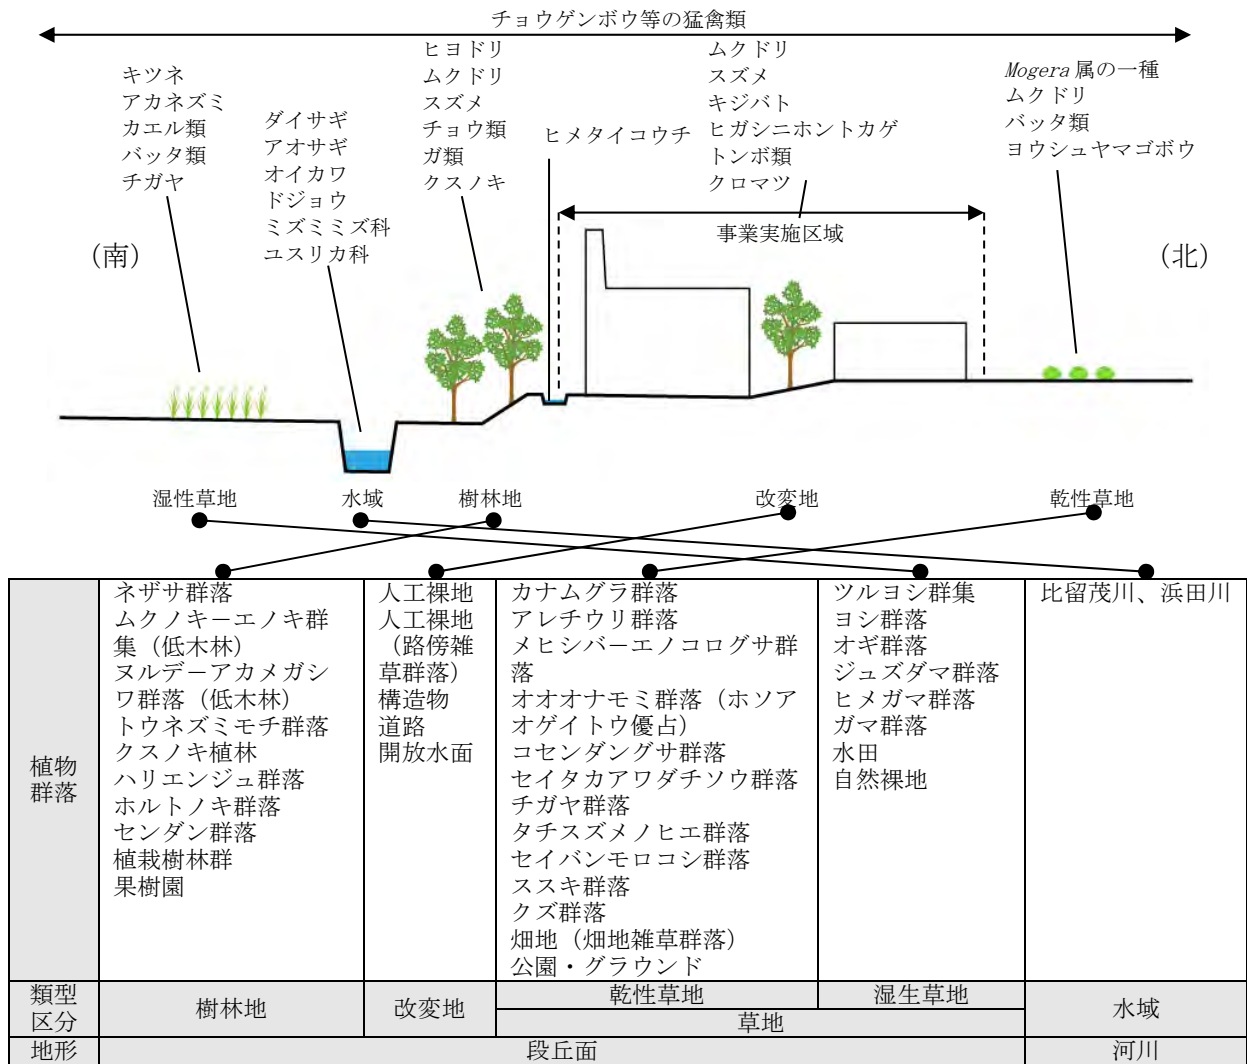 チョウゲンボウ等の猛禽類
キツネ
アカネズミ
カエル類
バッタ類
チガヤ
ダイサギ
アオサギ
オイカワ
ドジョウ
ミズミミズ科
ユスリカ科
ヒヨドリ
ムクドリ
スズメ
チョウ類
ガ類
クスノキ
ヒメタイコウチ
ムクドリ
スズメ
キジバト
ヒガシニホントカゲ
トンボ類
クロマツ
Mogera 属の一種
ムクドリ
バッタ類
ヨウシュヤマゴボウ
事業実施区域
（南）
（北）
湿性草地
水域
樹林地
改変地
乾性草地
植物
群落
ネザサ群落
ムクノキ－エノキ群
集（低木林）
ヌルデ－アカメガシ
ワ群落（低木林）
トウネズミモチ群落
クスノキ植林
ハリエンジュ群落
ホルトノキ群落
センダン群落
植栽樹林群
果樹園
人工裸地
人工裸地
（路傍雑
草群落）
構造物
道路
開放水面
カナムグラ群落
アレチウリ群落
メヒシバ－エノコログサ群
落
オオオナモミ群落（ホソア
オゲイトウ優占）
コセンダングサ群落
セイタカアワダチソウ群落
チガヤ群落
タチスズメノヒエ群落
セイバンモロコシ群落
ススキ群落
クズ群落
畑地（畑地雑草群落）
公園・グラウンド
ツルヨシ群集
ヨシ群落
オギ群落
ジュズダマ群落
ヒメガマ群落
ガマ群落
水田
自然裸地
比留茂川、浜田川
類型
区分
樹林地
改変地
乾性草地
湿生草地
草地
水域
地形
段丘面
河川